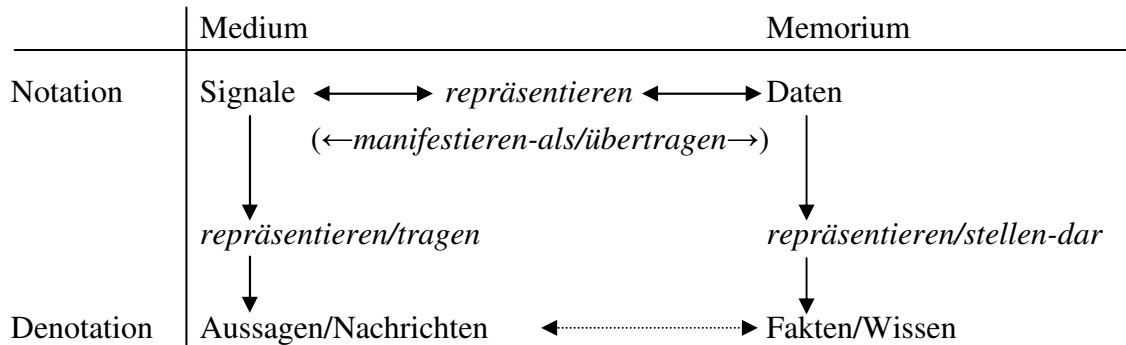 Medium Memorium
Notation Signale repräsentieren Daten
(←manifestieren-als/übertragen→)
repräsentieren/tragen repräsentieren/stellen-dar
Denotation Aussagen/Nachrichten Fakten/Wissen